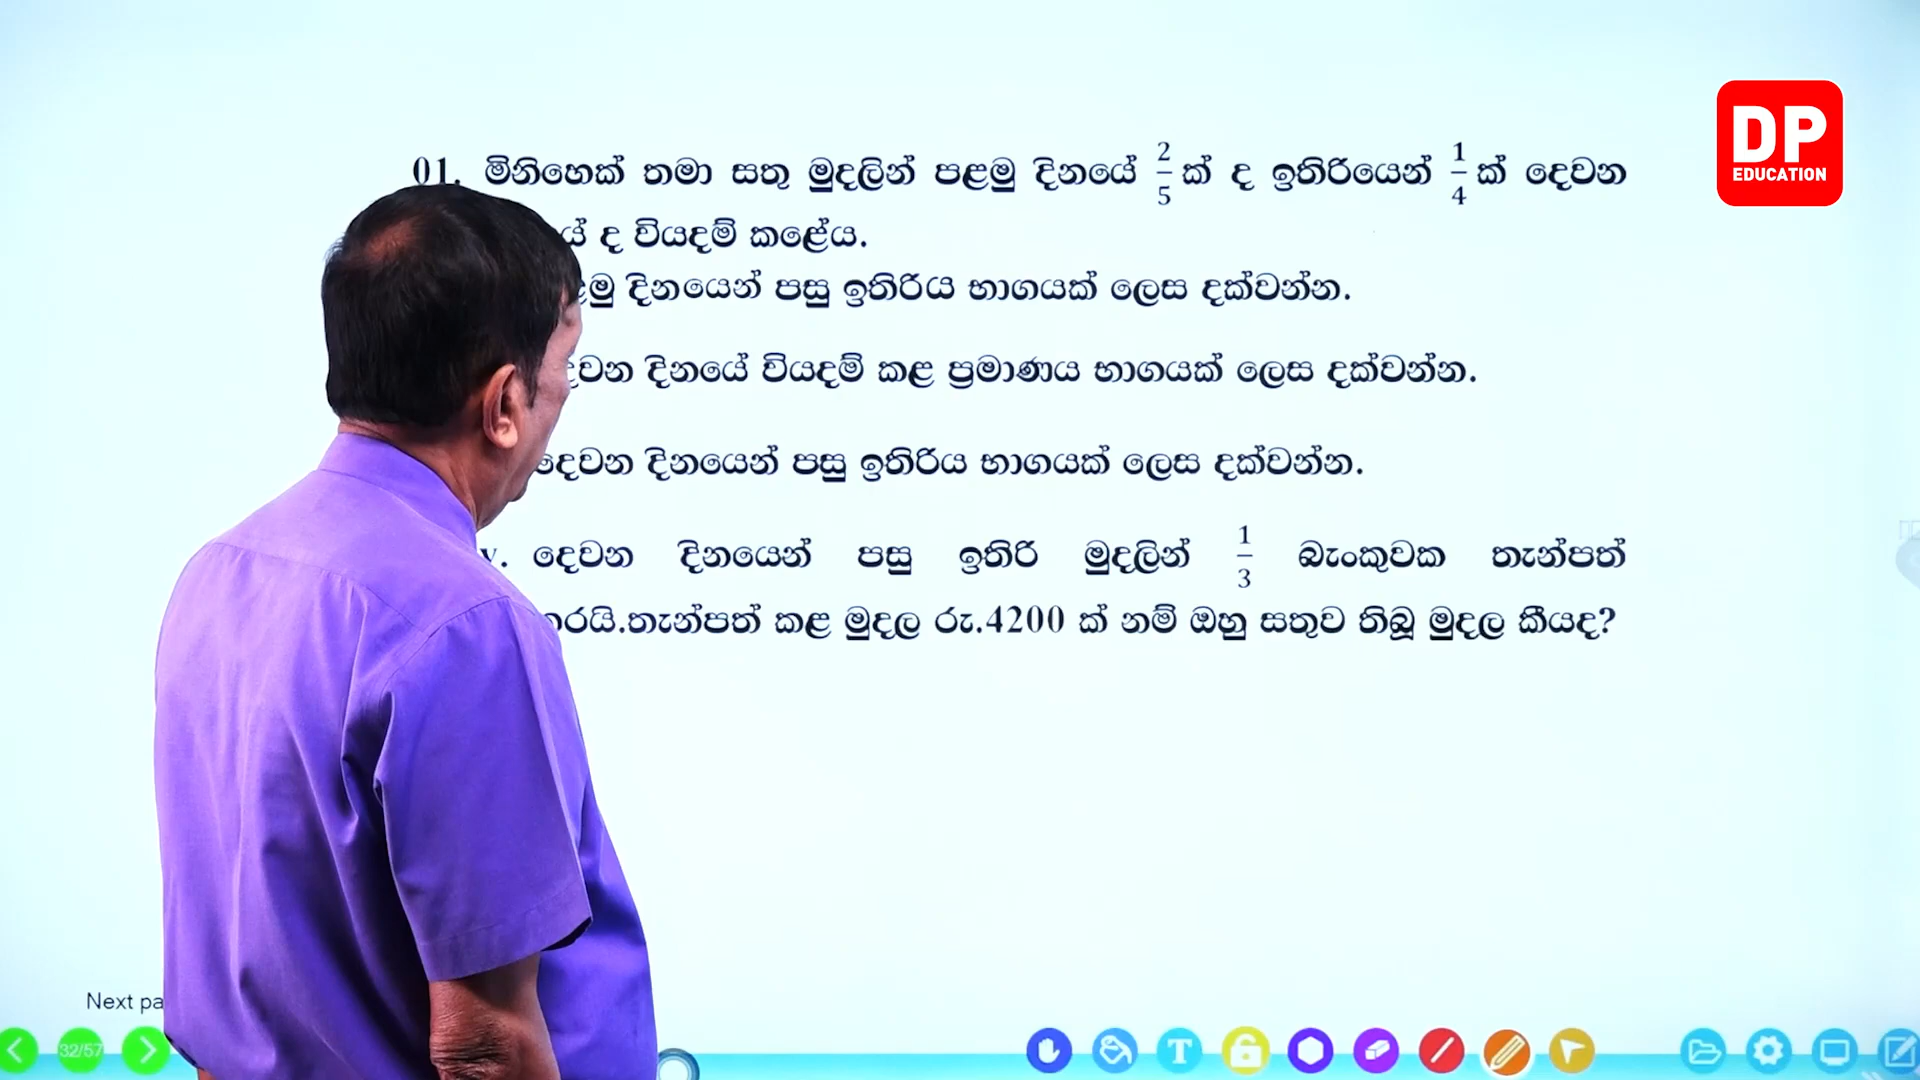 DP
EDUCATION
01. මිනිහෙක් තමා සතු මුදලින් පළමු දිනයේ 2/5 ක් ද ඉතිරියෙන් 1/4 ක් දෙවන
ද වියදම් කළේය.
දිනයෙන් පසු ඉතිරිය භාගයක් ලෙස දක්වන්න.
දිනයේ වියදම් කළ ප්‍රමාණය භාගයක් ලෙස දක්වන්න.
දෙවන දිනයෙන් පසු ඉතිරිය භාගයක් ලෙස දක්වන්න.
දෙවන දිනයෙන් පසු ඉතිරි මුදලින් 1/3 බැංකුවක තැන්පත්
තැන්පත් කළ මුදල රු.4200 ක් නම් ඔහු සතුව තිබූ මුදල කීයද?
Next
32/57